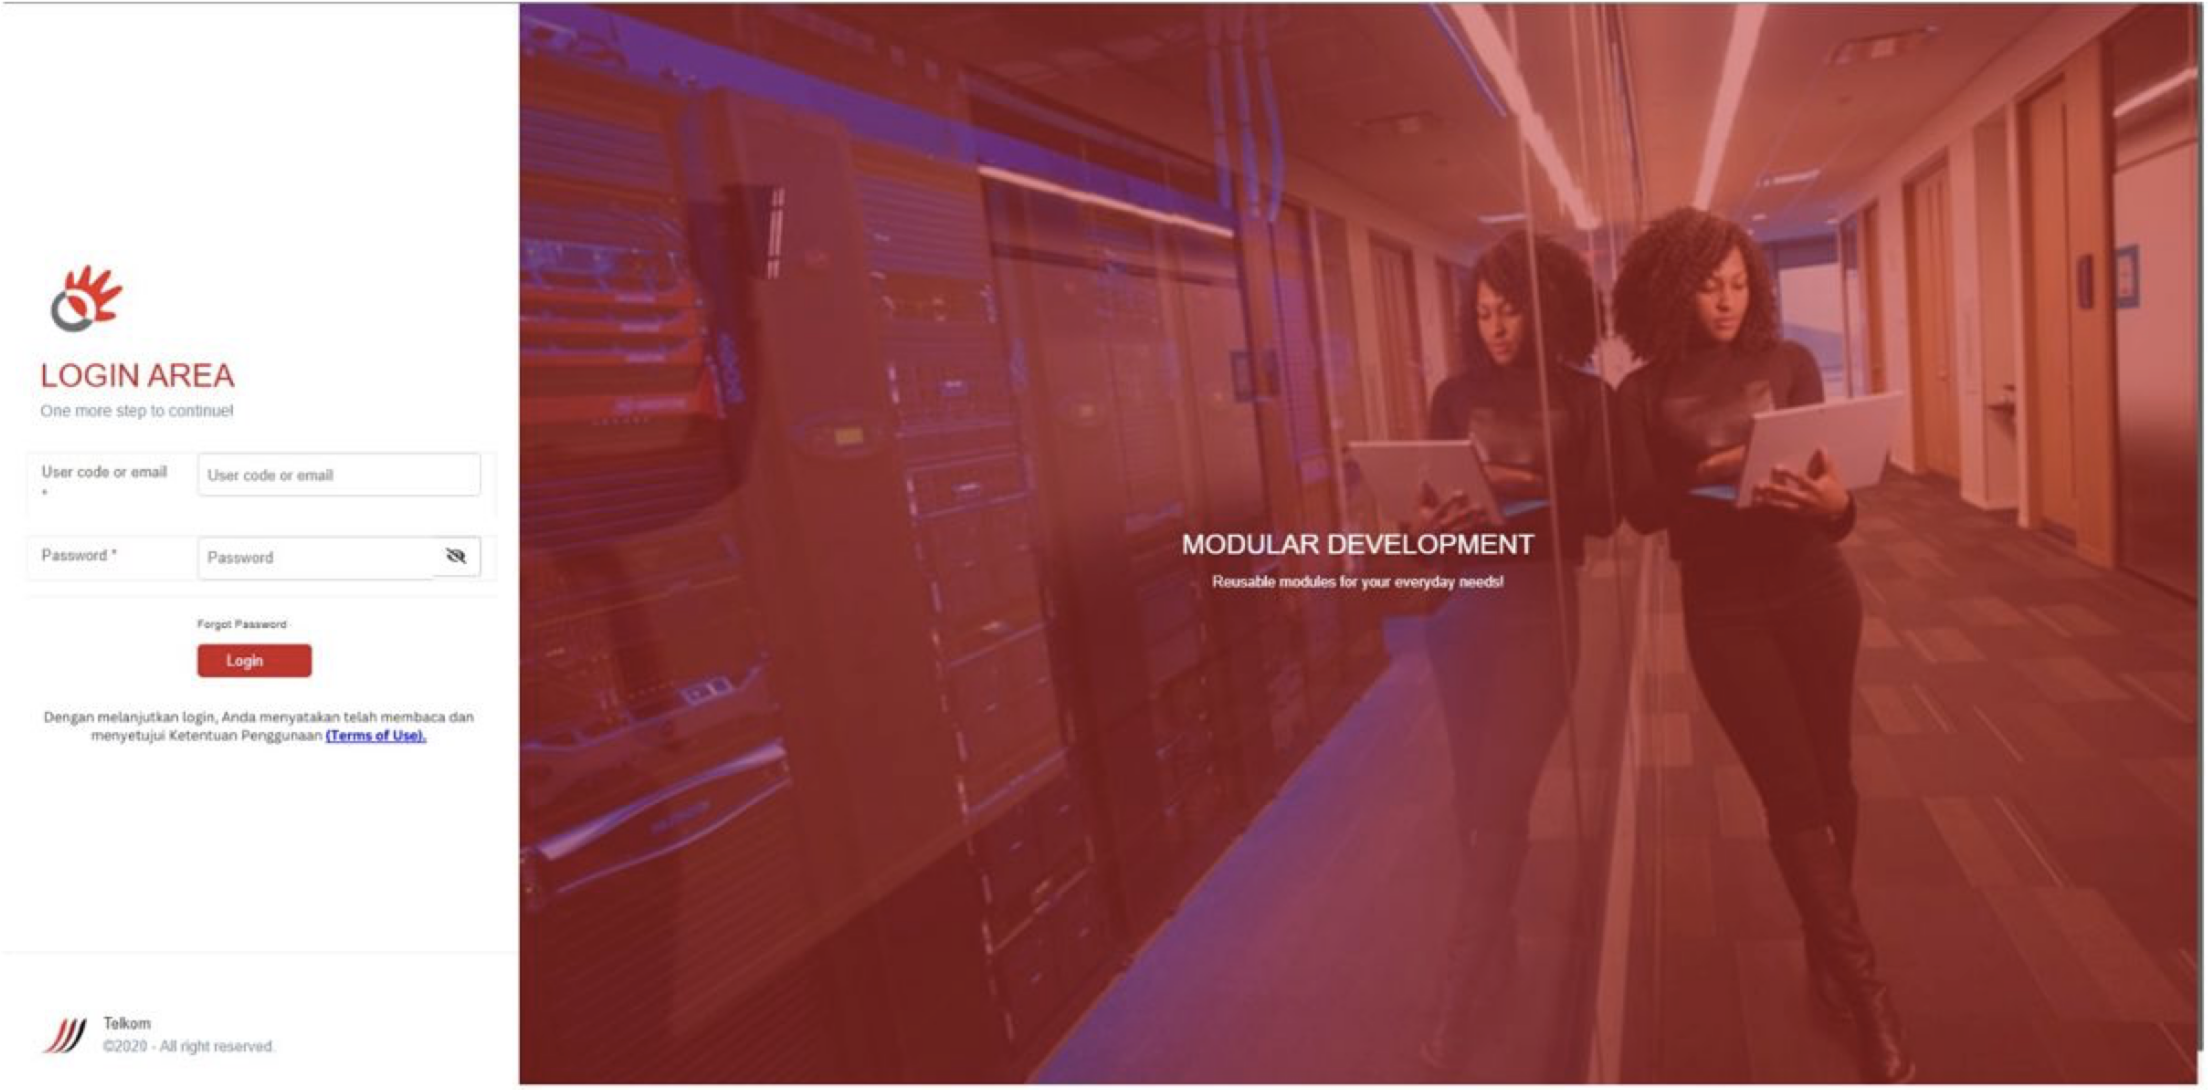 LOGIN AREA
One more step to continue!
User code or email
*
User code or email
Password *
Password
Forgot Password
Login
Dengan melanjutkan login, Anda menyatakan telah membaca dan
menyetujui Ketentuan Penggunaan (Terms of Use).
Telkom
©2020 - All right reserved.
MODULAR DEVELOPMENT
Reusable modules for your everyday needs!